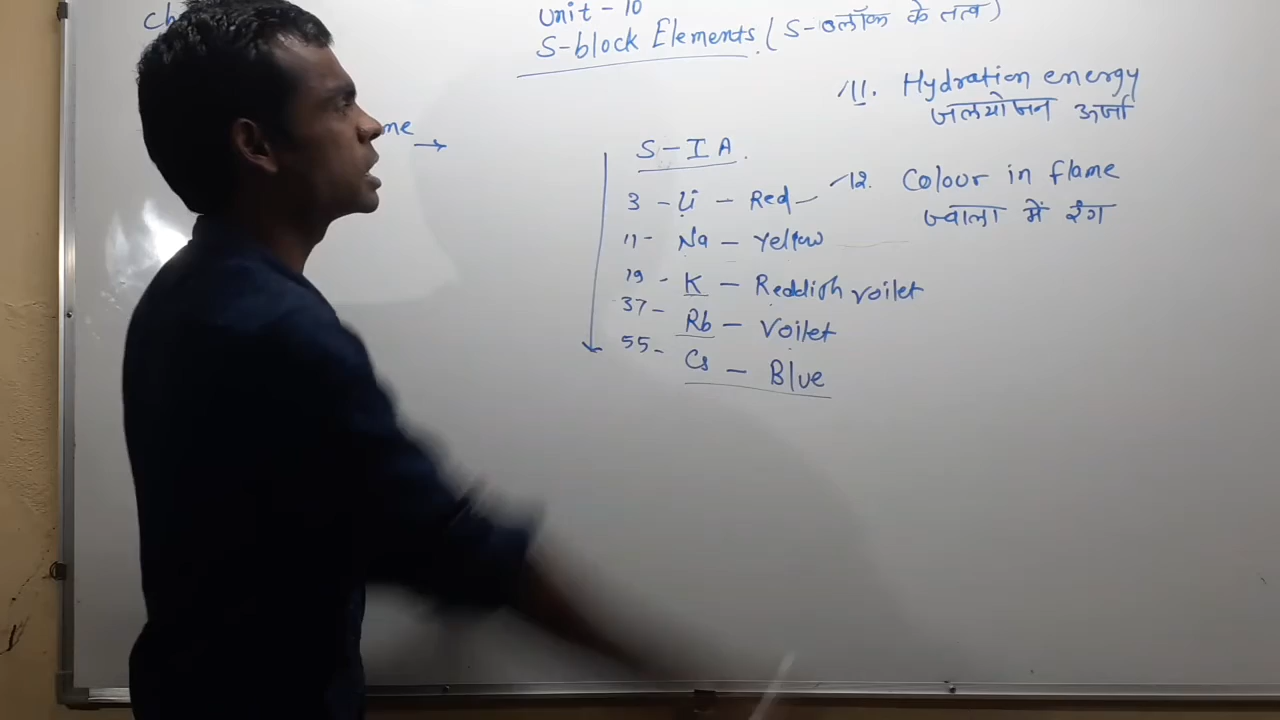 Unit - 10
S-block Elements. (S-ब्लॉक के तत्व)
11. Hydration energy
जलयोजन ऊर्जा
S - I A.
3 - Li - Red
12. Colour in flame
ज्वाला में रंग
11 - Na - Yellow
19 - K - Reddish voilet
37 - Rb - Voilet
55 - Cs - Blue